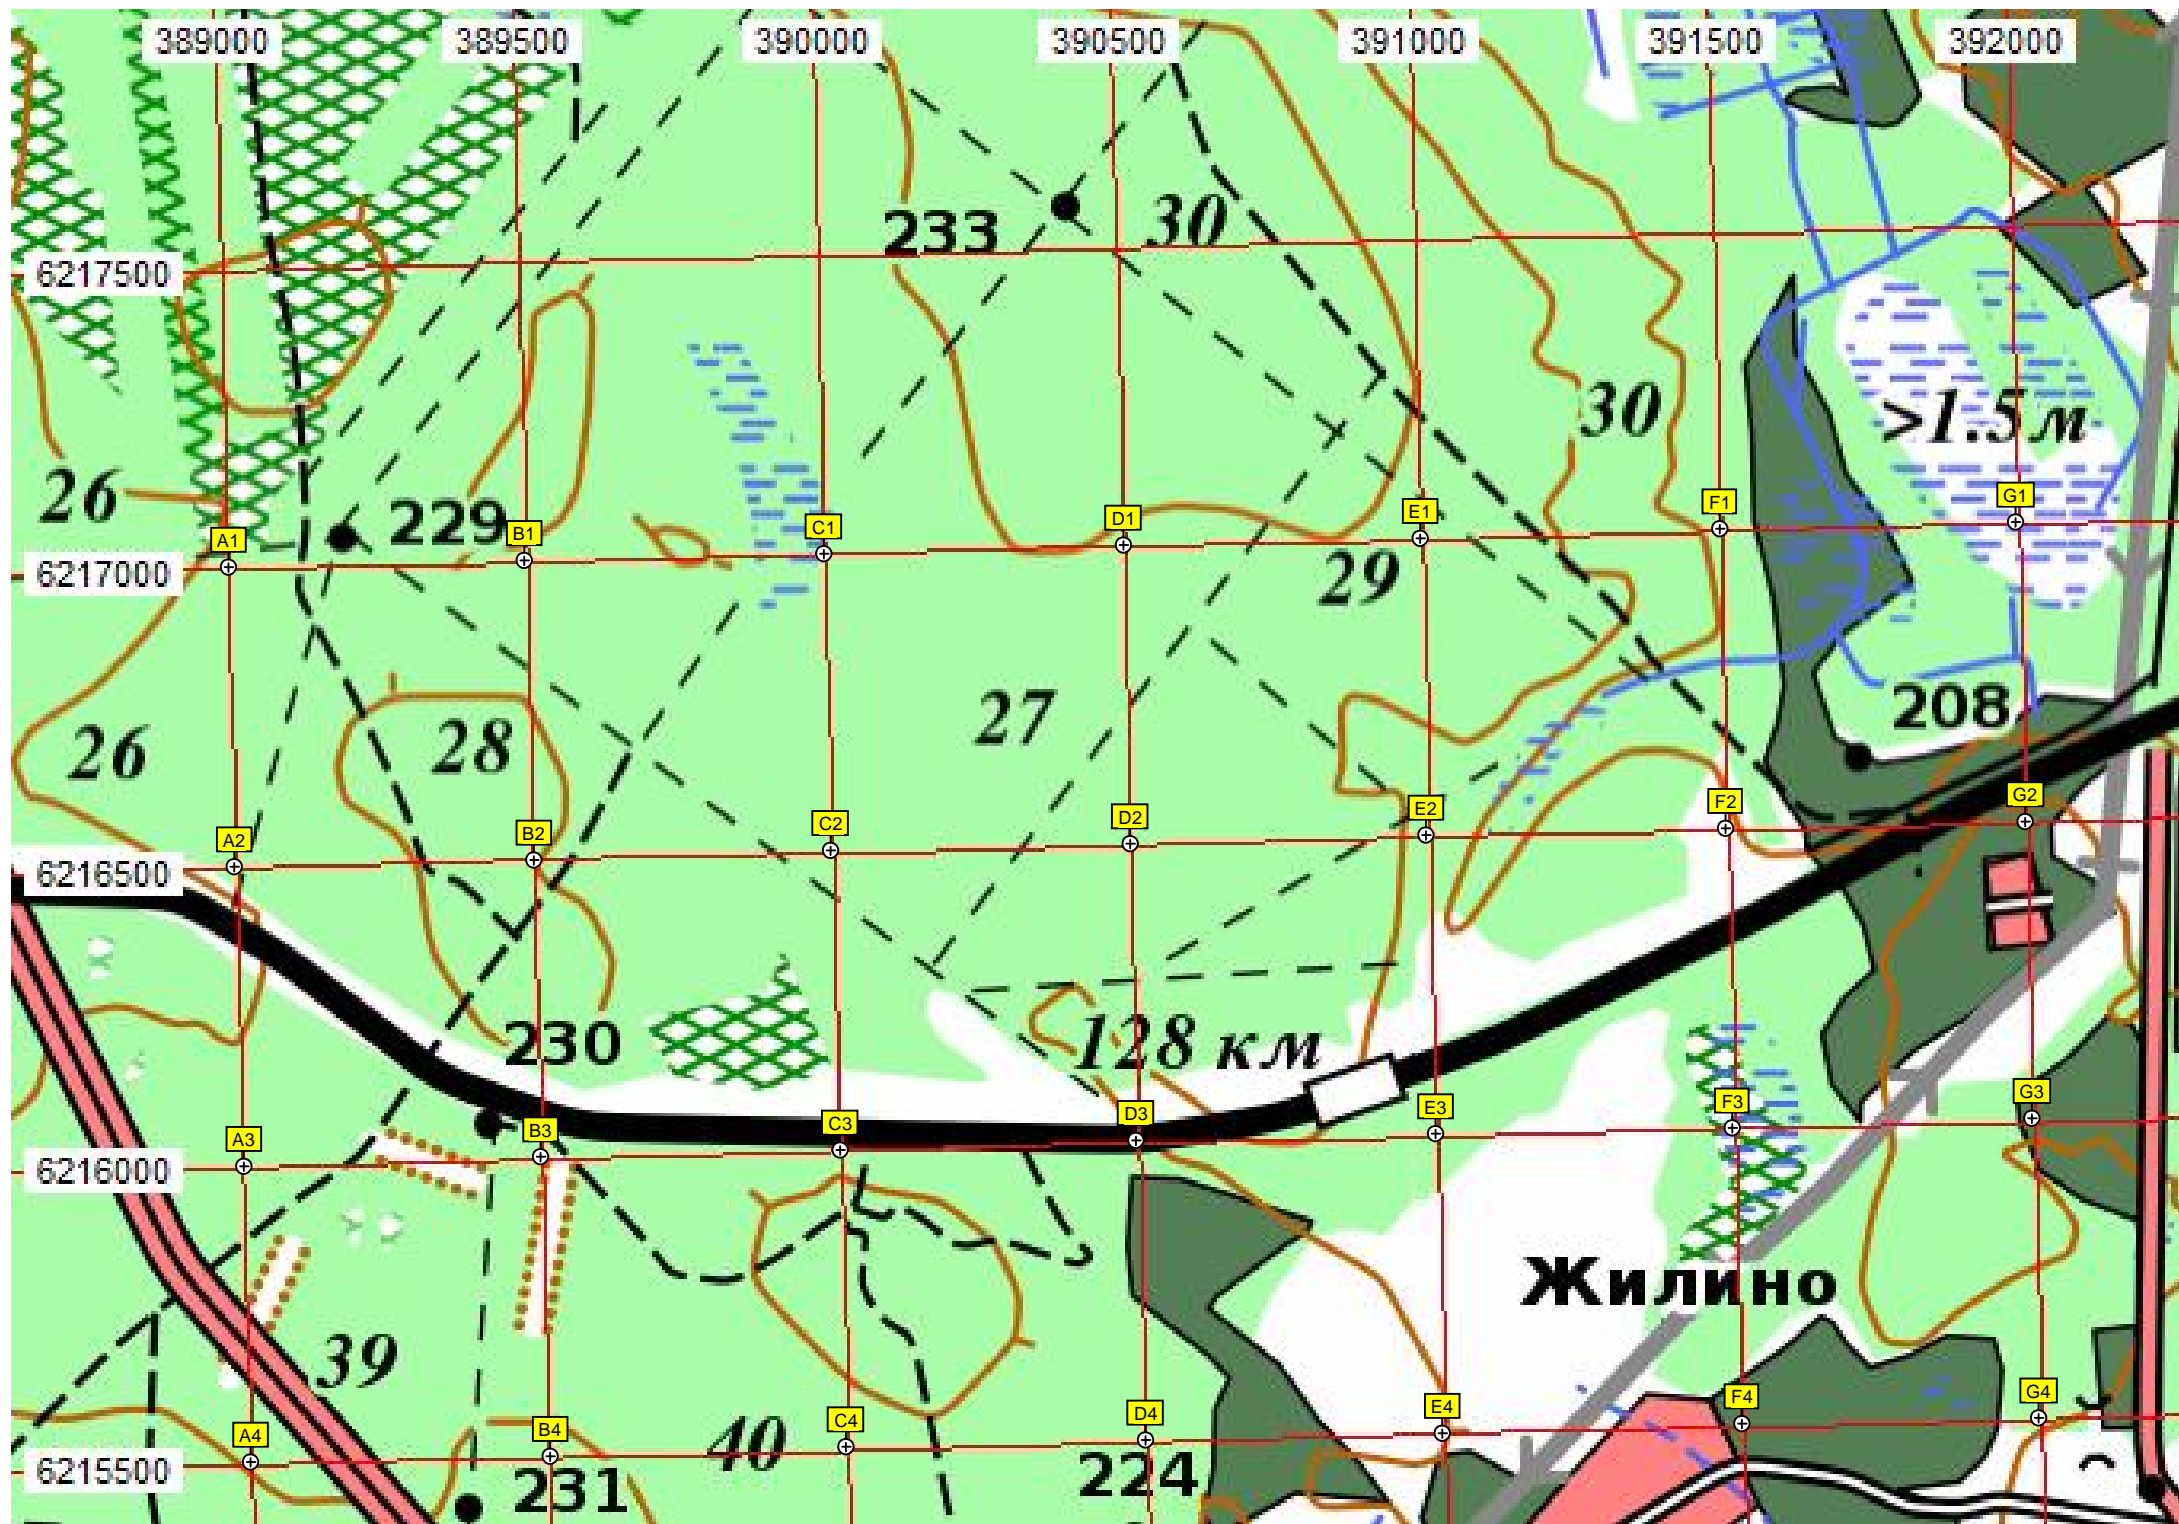 389000 389500 390000 390500 391000 391500 392000
233 30
6217500
30 >1.5м
26 229
A1 B1 C1 D1 E1 F1 G1
6217000 29
26 28 27 208
A2 B2 C2 D2 E2 F2 G2
6216500
230 128 км
A3 B3 C3 D3 E3 F3 G3
6216000
Жилино
39
A4 B4 C4 D4 E4 F4 G4
40
6215500 231 224